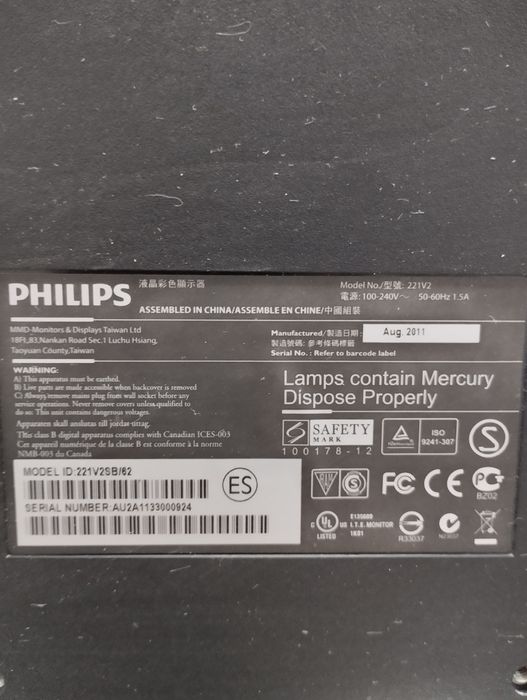 PHILIPS 液晶彩色顯示器
Model No./型號: 221V2
電源: 100-240V～ 50-60Hz 1.5A
ASSEMBLED IN CHINA/ASSEMBLE EN CHINE/中國組裝
MMD-Monitors & Displays Taiwan Ltd
18Ft.,83,Nankan Road Sec.1 Luchu Hsiang,
Taoyuan County,Taiwan
Manufactured/製造日期: Aug. 2011
製造號碼: 參考條碼標籤
Serial No.: Refer to barcode label
WARNING:
A) This apparatus must be earthed.
B) Live parts are made accessible when backcover is removed
C) Always remove mains plug from wall socket before any
service operations. Never remove covers unless qualified to
do so. This unit contains dangerous voltages.
Apparaten skall anslutas till jordat uttag.
This class B digital apparatus complies with Canadian ICES-003
Cet appareil numérique de la classe B est conforme à la norme
NMB-003 du Canada
Lamps contain Mercury
Dispose Properly
SAFETY
MARK
100178-12
ISO
9241-307
S
MODEL ID:221V2SB/62
ES
SERIAL NUMBER:AU2A1133000924
S
FC CE PG
BZ02
C UL US
LISTED
E135609
I.T.E. MONITOR
1K81
R33037
N23037